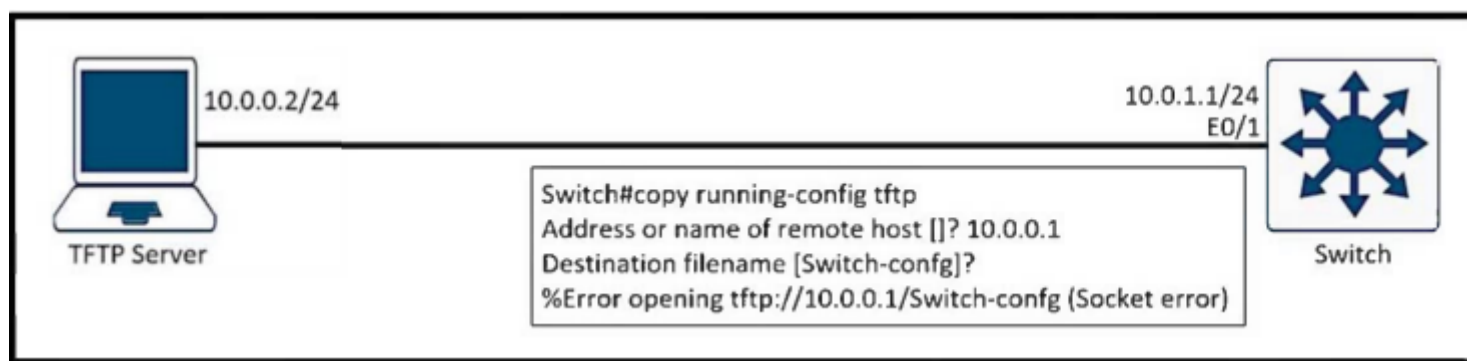 10.0.0.2/24
10.0.1.1/24
E0/1
TFTP Server
Switch
Switch#copy running-config tftp
Address or name of remote host []? 10.0.0.1
Destination filename [Switch-confg]?
%Error opening tftp://10.0.0.1/Switch-confg (Socket error)